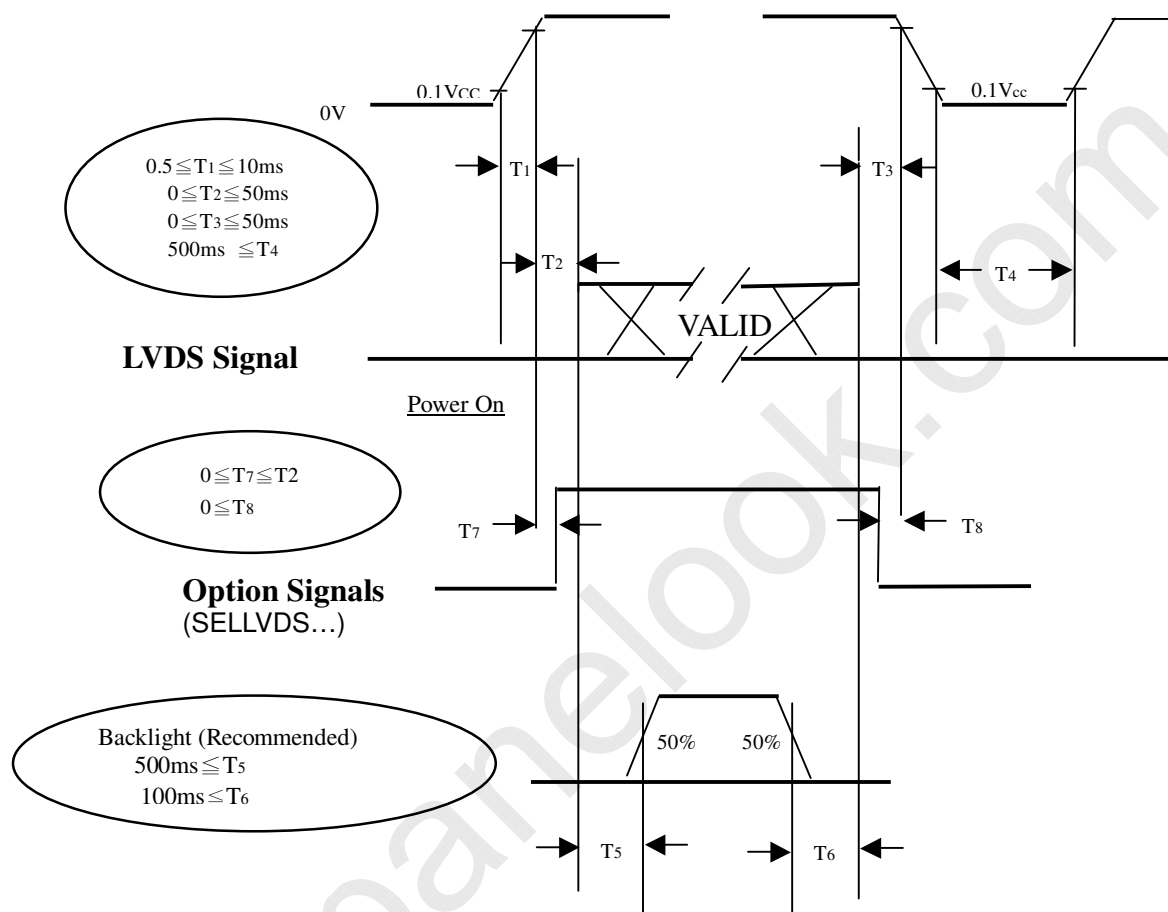 0.1VCC
0.1Vcc
0V
0.5≦T1≦10ms
0≦T2≦50ms
0≦T3≦50ms
500ms ≦T4
T1
T3
T2
T4
VALID
LVDS Signal
Power On
0≦T7≦T2
0≦T8
T7
T8
Option Signals
(SELLVDS…)
Backlight (Recommended)
500ms≦T5
100ms≦T6
50%
50%
T5
T6
panelook.com